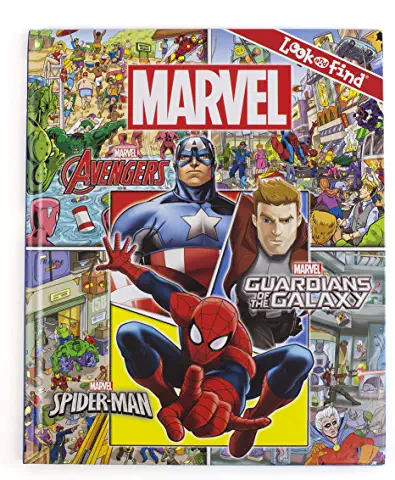 Look and Find®
MARVEL
MARVEL
AVENGERS
MARVEL
GUARDIANS
OF THE
GALAXY
MARVEL
SPIDER-MAN